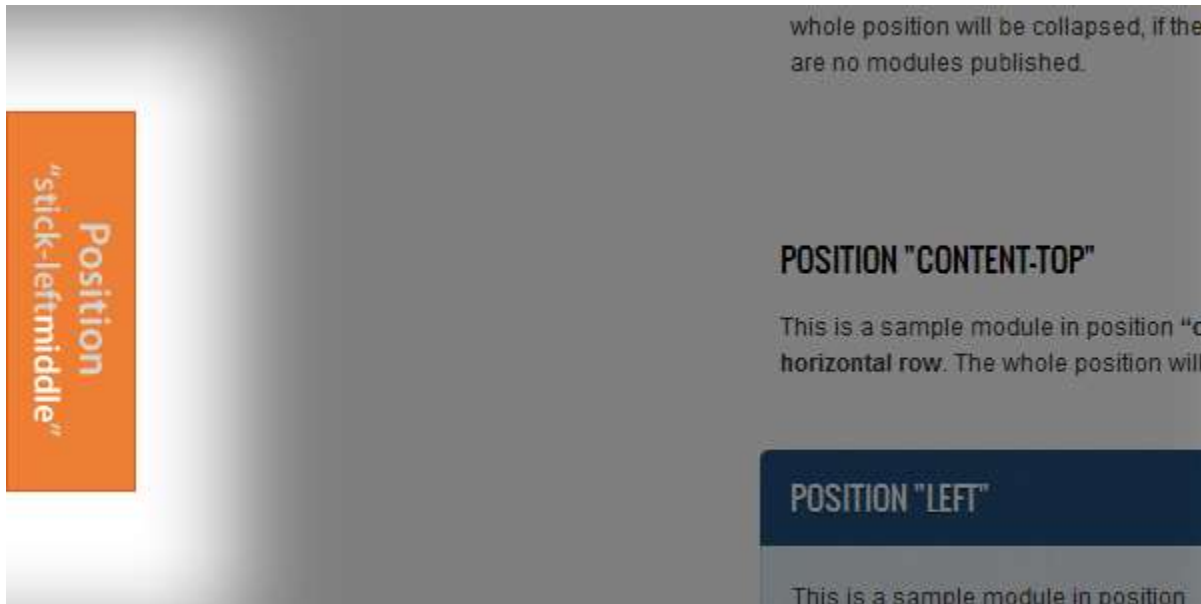 Position
"stick-leftmiddle"
whole position will be collapsed, if the
are no modules published.
POSITION "CONTENT-TOP"
This is a sample module in position
horizontal row. The whole position will
POSITION "LEFT"
This is a sample module in position